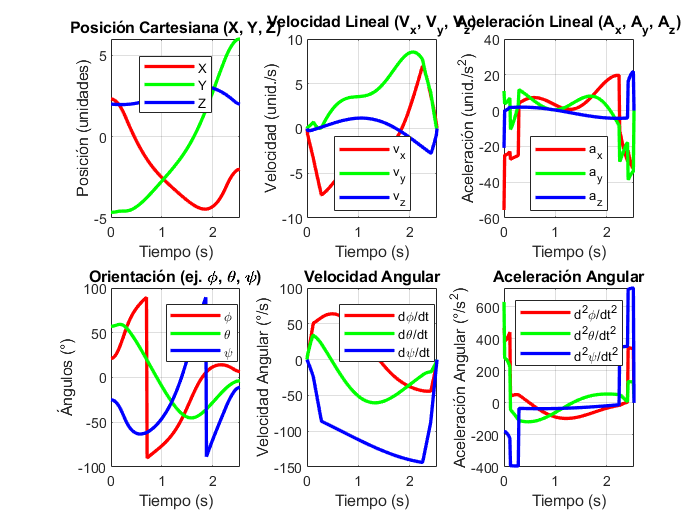 Posición Cartesiana (X, Y, Z)
Velocidad Lineal (Vx, Vy, Vz)
Aceleración Lineal (Ax, Ay, Az)
Posición (unidades)
5
0
-5
0
1
2
Tiempo (s)
X
Y
Z
Velocidad (unid./s)
10
5
0
-5
-10
0
2
Tiempo (s)
vx
vy
vz
Aceleración (unid./s²)
40
20
0
-20
-40
-60
0
1
2
Tiempo (s)
ax
ay
az
Orientación (ej. ϕ, θ, ψ)
Velocidad Angular
Aceleración Angular
Ángulos (°)
100
50
0
-50
-100
0
1
2
Tiempo (s)
ϕ
θ
ψ
Velocidad Angular (°/s)
100
50
0
-50
-100
-150
0
2
Tiempo (s)
dϕ/dt
dθ/dt
dψ/dt
Aceleración Angular (°/s²)
600
400
200
0
-200
-400
0
1
2
Tiempo (s)
d²ϕ/dt²
d²θ/dt²
d²ψ/dt²